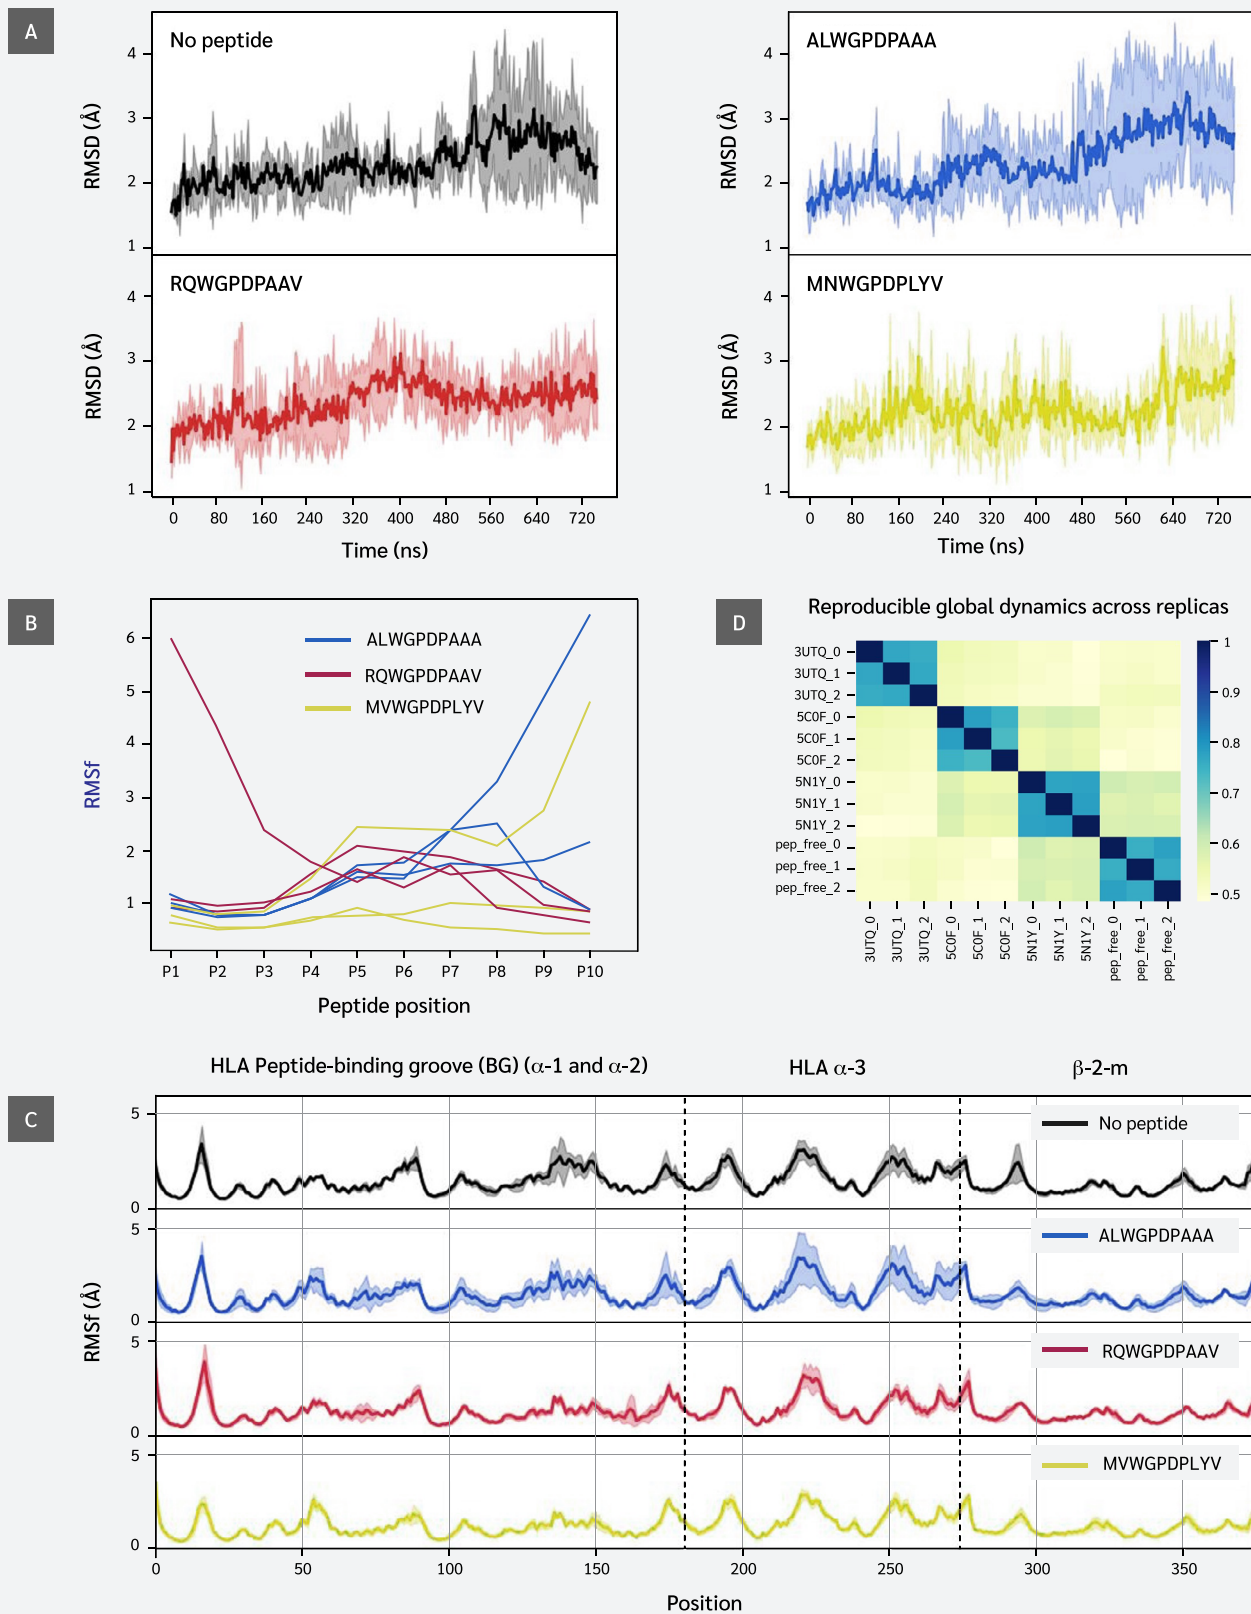 A
No peptide
ALWGPDPAAA
RMSD (Å)
4
3
2
1
RMSD (Å)
4
3
2
1
RQWGPDPAAV
MNWGPDPLYV
RMSD (Å)
4
3
2
1
RMSD (Å)
4
3
2
1
0 80 160 240 320 400 480 560 640 720
0 80 160 240 320 400 480 560 640 720
Time (ns)
Time (ns)
B
RMSf
6
5
4
3
2
1
ALWGPDPAAA
RQWGPDPAAV
MVWGPDPLYV
P1 P2 P3 P4 P5 P6 P7 P8 P9 P10
Peptide position
D
Reproducible global dynamics across replicas
3UTQ_0
3UTQ_1
3UTQ_2
5C0F_0
5C0F_1
5C0F_2
5N1Y_0
5N1Y_1
5N1Y_2
pep_free_0
pep_free_1
pep_free_2
1
0.9
0.8
0.7
0.6
0.5
3UTQ_0 3UTQ_1 3UTQ_2 5C0F_0 5C0F_1 5C0F_2 5N1Y_0 5N1Y_1 5N1Y_2 pep_free_0 pep_free_1 pep_free_2
HLA Peptide-binding groove (BG) (α-1 and α-2)
HLA α-3
β-2-m
C
RMSf (Å)
5
No peptide
0
5
ALWGPDPAAA
0
5
RQWGPDPAAV
0
5
MVWGPDPLYV
0
0 50 100 150 200 250 300 350
Position